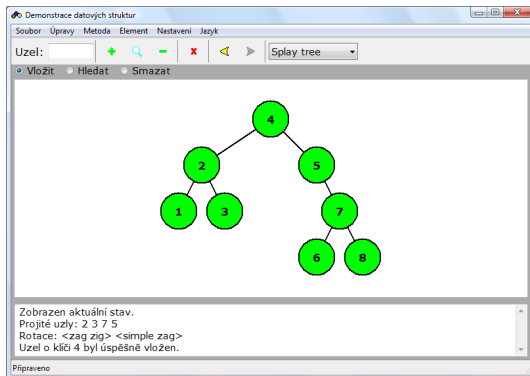 Demonstrace datových struktur
Soubor Úpravy Metoda Element Nastavení Jazyk
Uzel: Splay tree
Vložit Hledat Smazat
4
2 5
1 3 7
6 8
Zobrazen aktuální stav.
Projité uzly: 2 3 7 5
Rotace: <zag zig> <simple zag>
Uzel o klíči 4 byl úspěšně vložen.
Připraveno